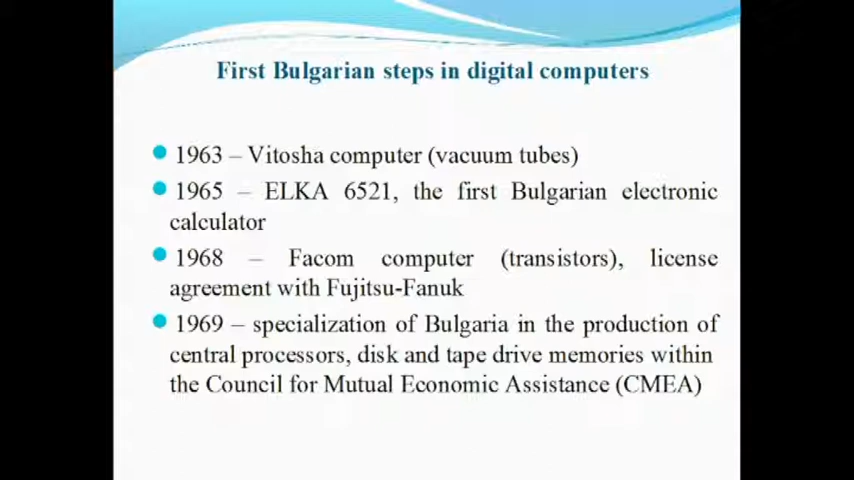 First Bulgarian steps in digital computers
1963 – Vitosha computer (vacuum tubes)
1965 – ELKA 6521, the first Bulgarian electronic
calculator
1968 – Facom computer (transistors), license
agreement with Fujitsu-Fanuk
1969 – specialization of Bulgaria in the production of
central processors, disk and tape drive memories within
the Council for Mutual Economic Assistance (CMEA)